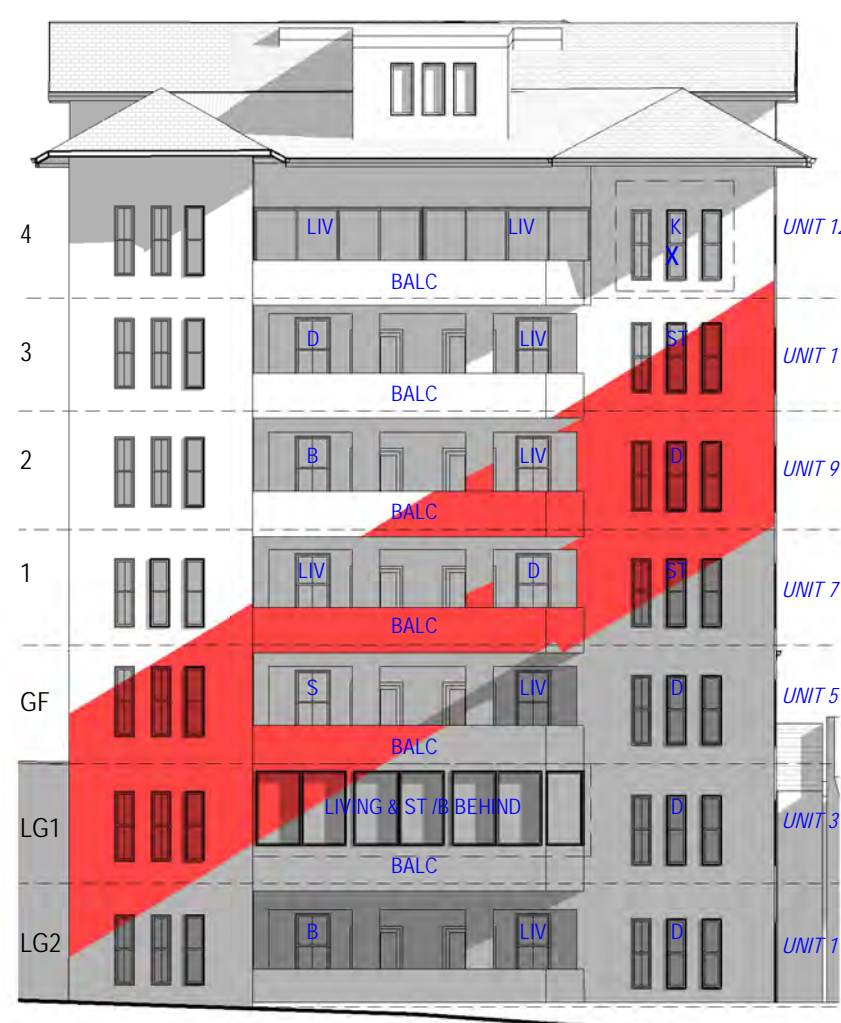 4 LIV LIV K UNIT 12
X
BALC
3 D LIV ST UNIT 1
BALC
2 B LIV D UNIT 9
BALC
1 LIV D ST UNIT 7
BALC
GF S LIV D UNIT 5
BALC
LG1 LIVING & ST /B BEHIND D UNIT 3
BALC
LG2 B LIV D UNIT 1